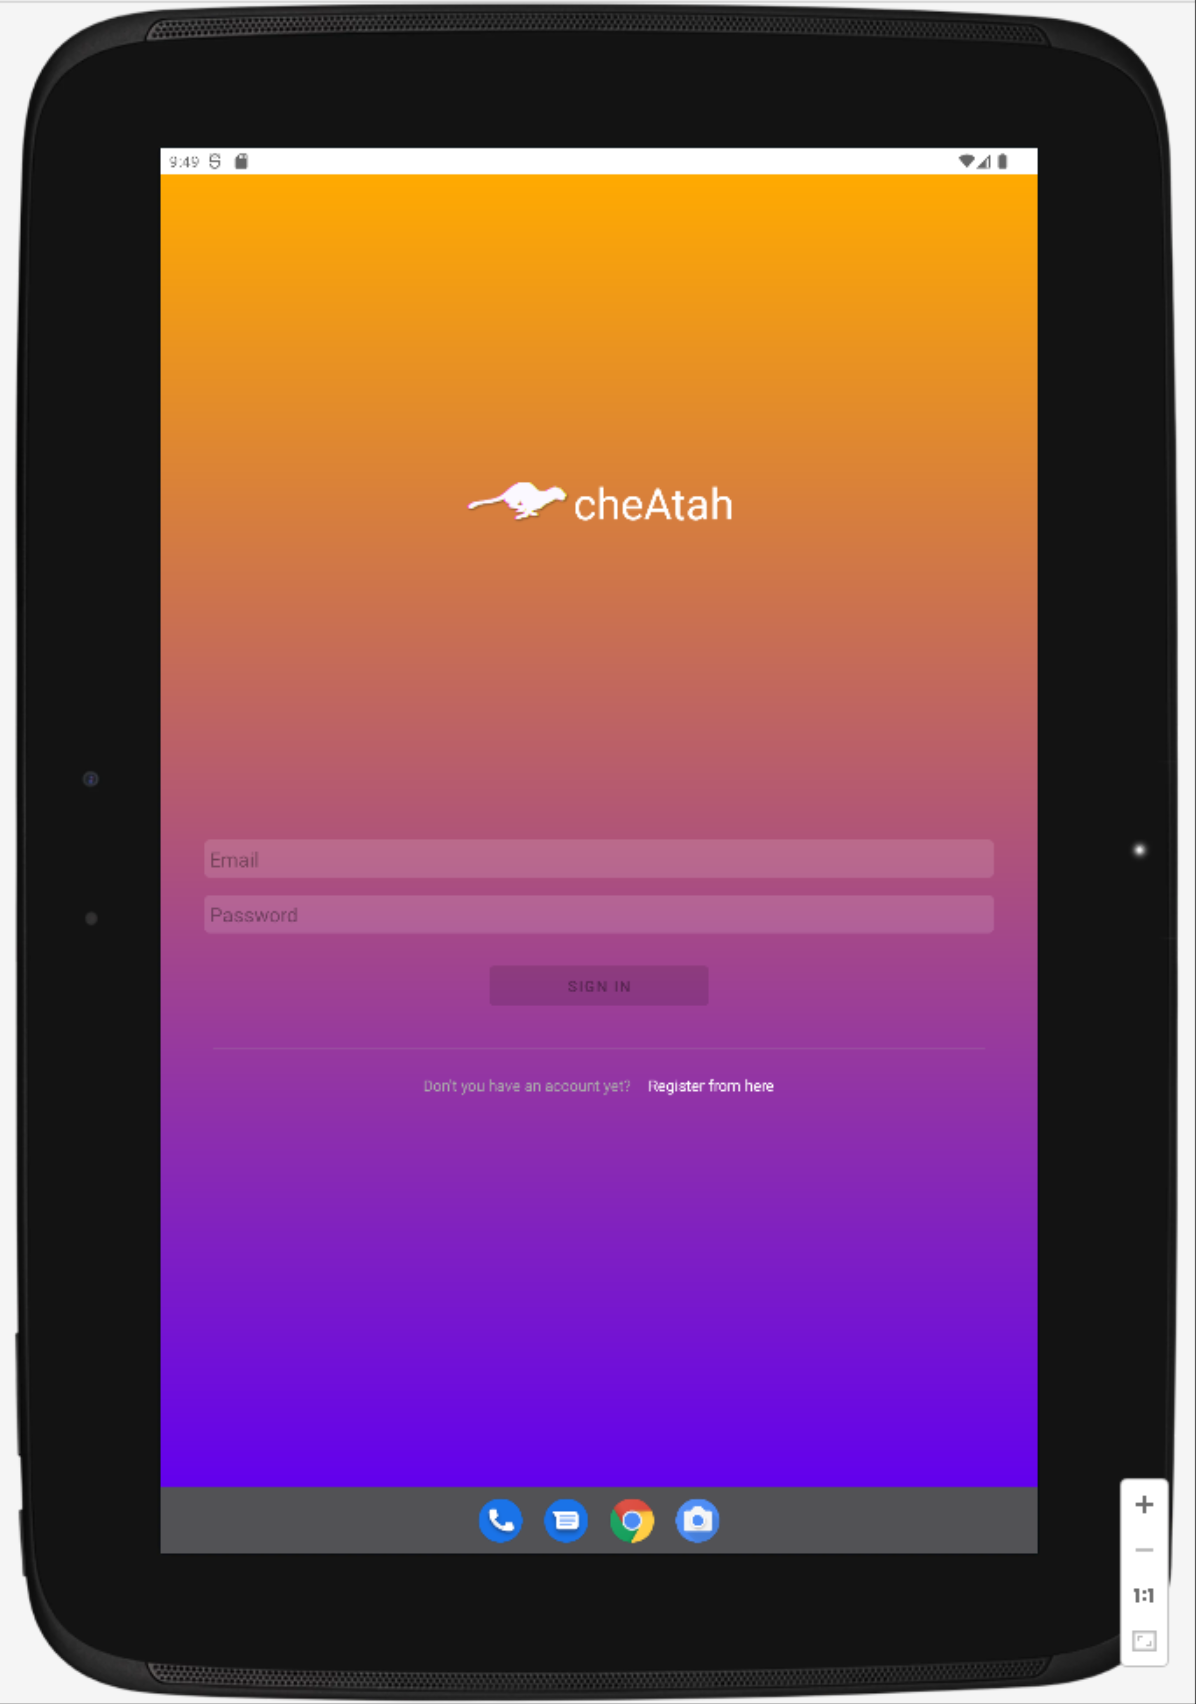 9:49
cheAtah
Email
Password
SIGN IN
Don't you have an account yet? Register from here
1:1